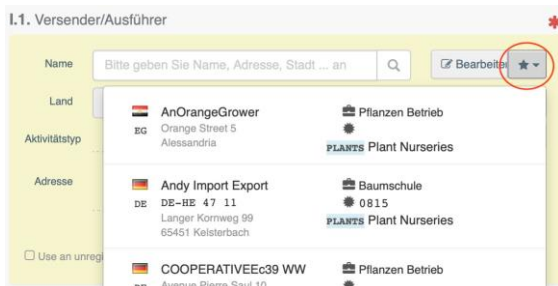 I.1. Versender/Ausführer
Name
Bitte geben Sie Name, Adresse, Stadt ... an
Bearbeiten
Land
AnOrangeGrower
Pflanzen Betrieb
EG
Orange Street 5
Alessandria
PLANTS Plant Nurseries
Aktivitätstyp
Adresse
Andy Import Export
Baumschule
DE
DE-HE 47 11
0815
Langer Kornweg 99
PLANTS Plant Nurseries
65451 Kelsterbach
Use an unregi
COOPERATIVEEc39 WW
Pflanzen Betrieb
DE
Avenue Pierre Saul 10